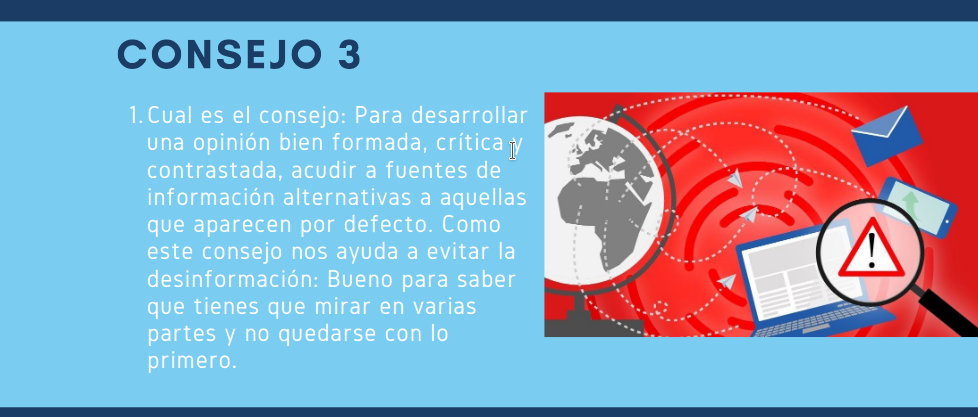 CONSEJO 3
1. Cual es el consejo: Para desarrollar
una opinión bien formada, crítica y
contrastada, acudir a fuentes de
información alternativas a aquellas
que aparecen por defecto. Como
este consejo nos ayuda a evitar la
desinformación: Bueno para saber
que tienes que mirar en varias
partes y no quedarse con lo
primero.
!